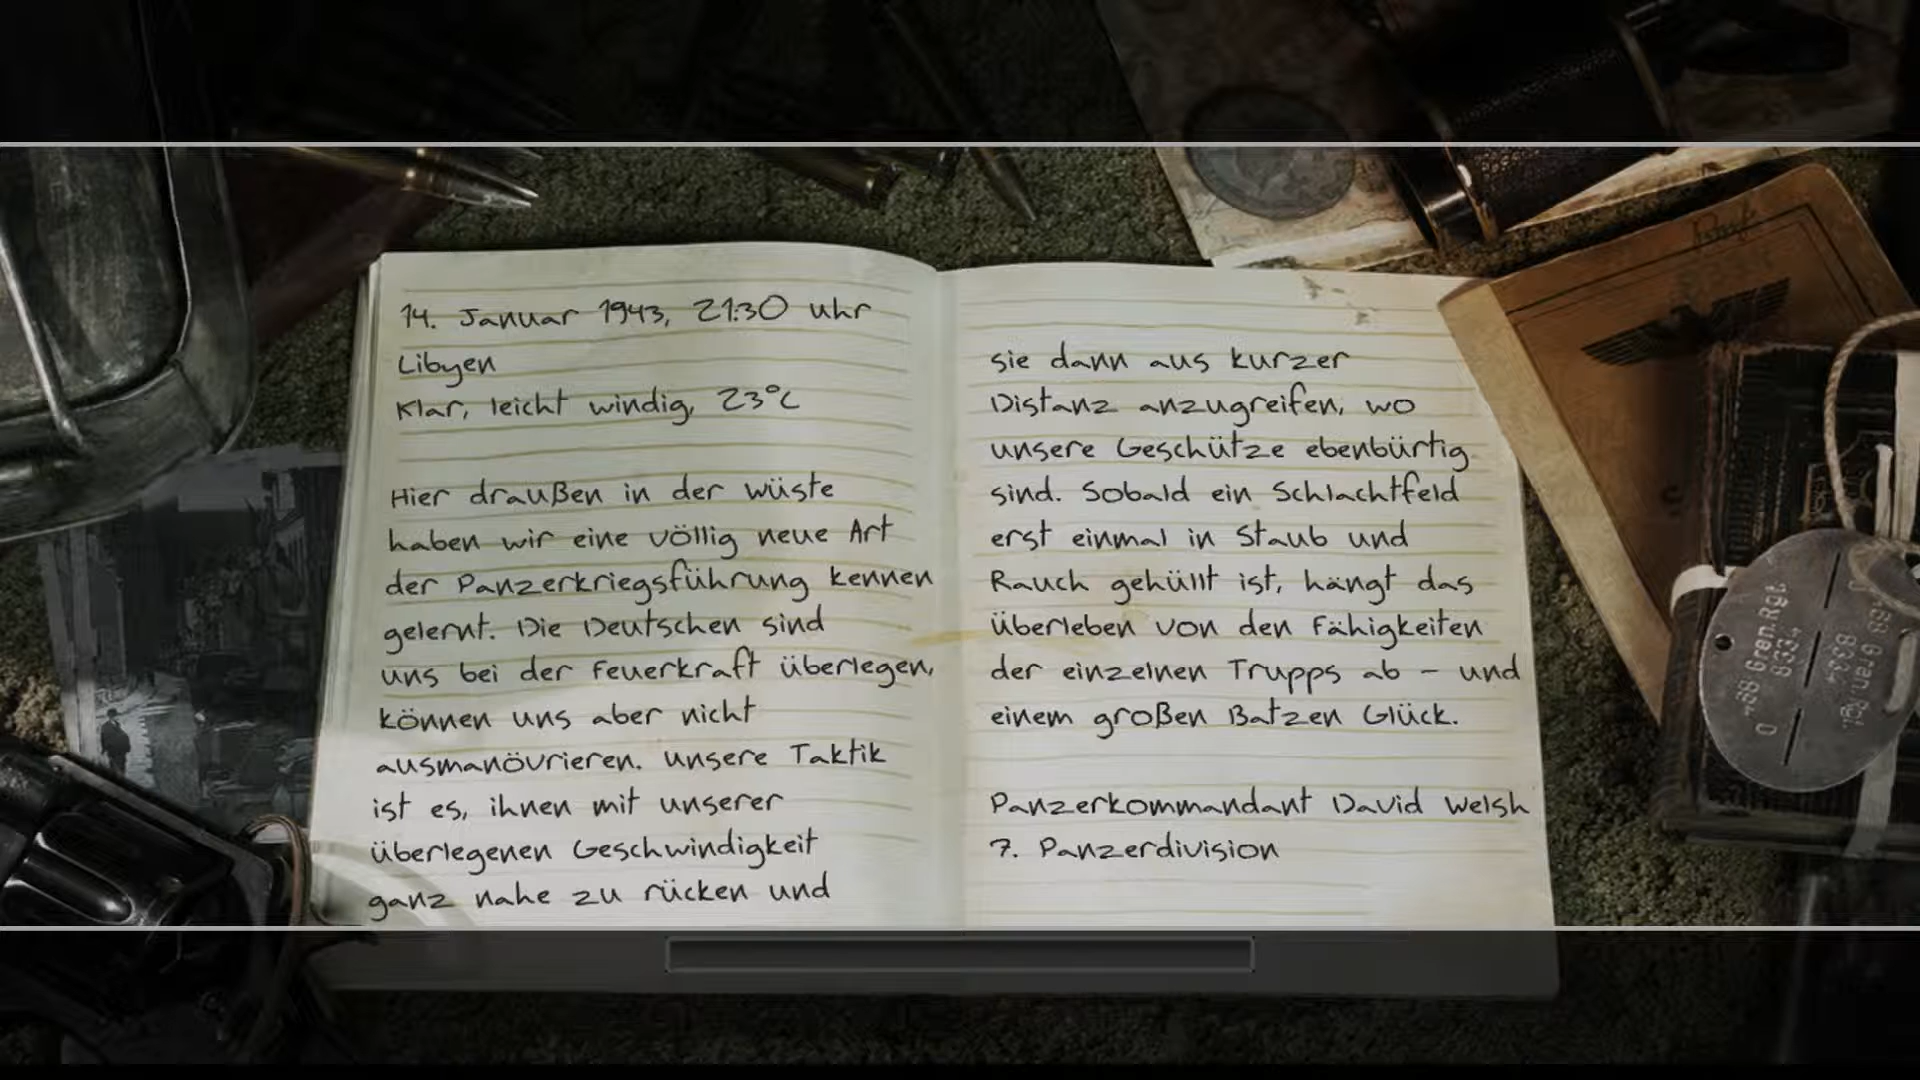 14. Januar 1943, 21:30 Uhr
Libyen
Klar, leicht windig, 23°C
Hier draußen in der Wüste
haben wir eine völlig neue Art
der Panzerkriegsführung kennen
gelernt. Die Deutschen sind
uns bei der Feuerkraft überlegen,
können uns aber nicht
ausmanövrieren. Unsere Taktik
ist es, ihnen mit unserer
überlegenen Geschwindigkeit
ganz nahe zu rücken und
sie dann aus kurzer
Distanz anzugreifen, wo
unsere Geschütze ebenbürtig
sind. Sobald ein Schlachtfeld
erst einmal in Staub und
Rauch gehüllt ist, hängt das
Überleben von den Fähigkeiten
der einzelnen Trupps ab – und
einem großen Batzen Glück.
Panzerkommandant David Welsh
7. Panzerdivision